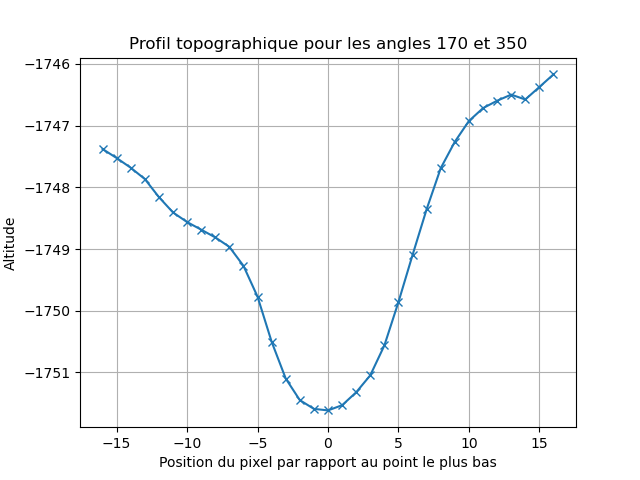 Profil topographique pour les angles 170 et 350
Altitude
−1746
−1747
−1748
−1749
−1750
−1751
−15 −10 −5 0 5 10 15
Position du pixel par rapport au point le plus bas